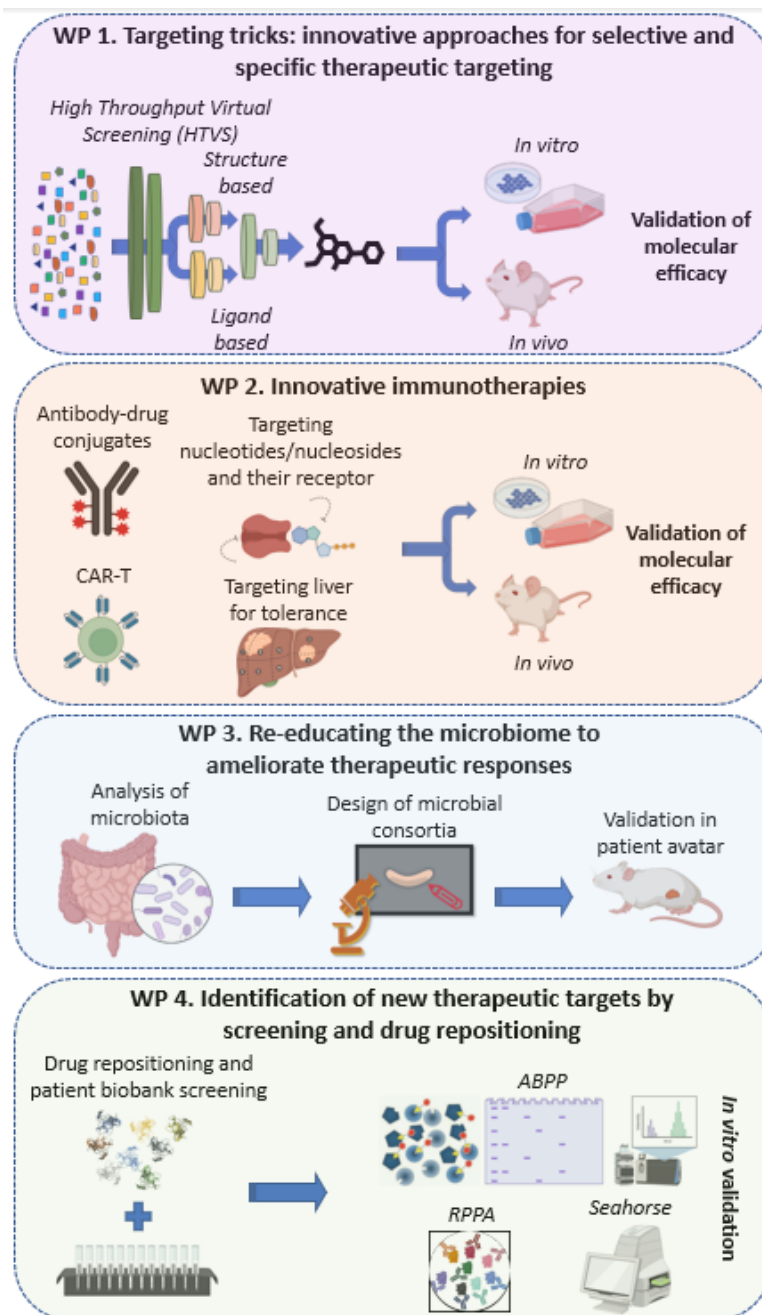 WP 1. Targeting tricks: innovative approaches for selective and
specific therapeutic targeting
High Throughput Virtual
Screening (HTVS)
Structure
based
Ligand
based
In vitro
In vivo
Validation of
molecular
efficacy
WP 2. Innovative immunotherapies
Antibody-drug
conjugates
CAR-T
Targeting
nucleotides/nucleosides
and their receptor
Targeting liver
for tolerance
In vitro
In vivo
Validation of
molecular
efficacy
WP 3. Re-educating the microbiome to
ameliorate therapeutic responses
Analysis of
microbiota
Design of microbial
consortia
Validation in
patient avatar
WP 4. Identification of new therapeutic targets by
screening and drug repositioning
Drug repositioning and
patient biobank screening
ABPP
RPPA
Seahorse
In vitro validation